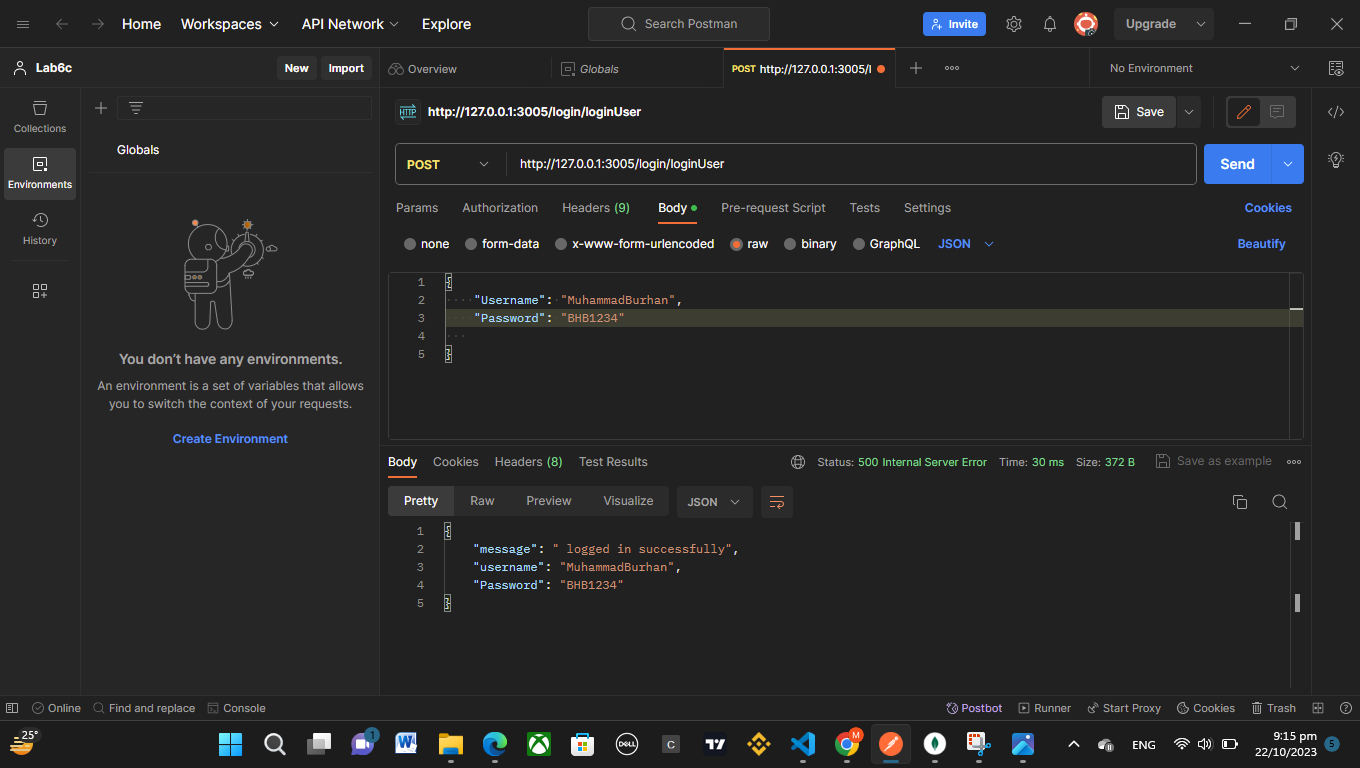 Home Workspaces API Network Explore Search Postman Invite Upgrade
Lab6c New Import Overview Globals POST http://127.0.0.1:3005/l No Environment
http://127.0.0.1:3005/login/loginUser Save
Collections
Globals
Environments
History
POST http://127.0.0.1:3005/login/loginUser Send
Params Authorization Headers (9) Body Pre-request Script Tests Settings Cookies
none form-data x-www-form-urlencoded raw binary GraphQL JSON Beautify
1 {
2 "Username": "MuhammadBurhan",
3 "Password": "BHB1234"
4
5 }
You don't have any environments.
An environment is a set of variables that allows
you to switch the context of your requests.
Create Environment
Body Cookies Headers (8) Test Results Status: 500 Internal Server Error Time: 30 ms Size: 372 B Save as example
Pretty Raw Preview Visualize JSON
1 {
2 "message": " logged in successfully",
3 "username": "MuhammadBurhan",
4 "Password": "BHB1234"
5 }
Online Find and replace Console Postbot Runner Start Proxy Cookies Trash
25° 1 W DELL C M ENG 9:15 pm 5
22/10/2023